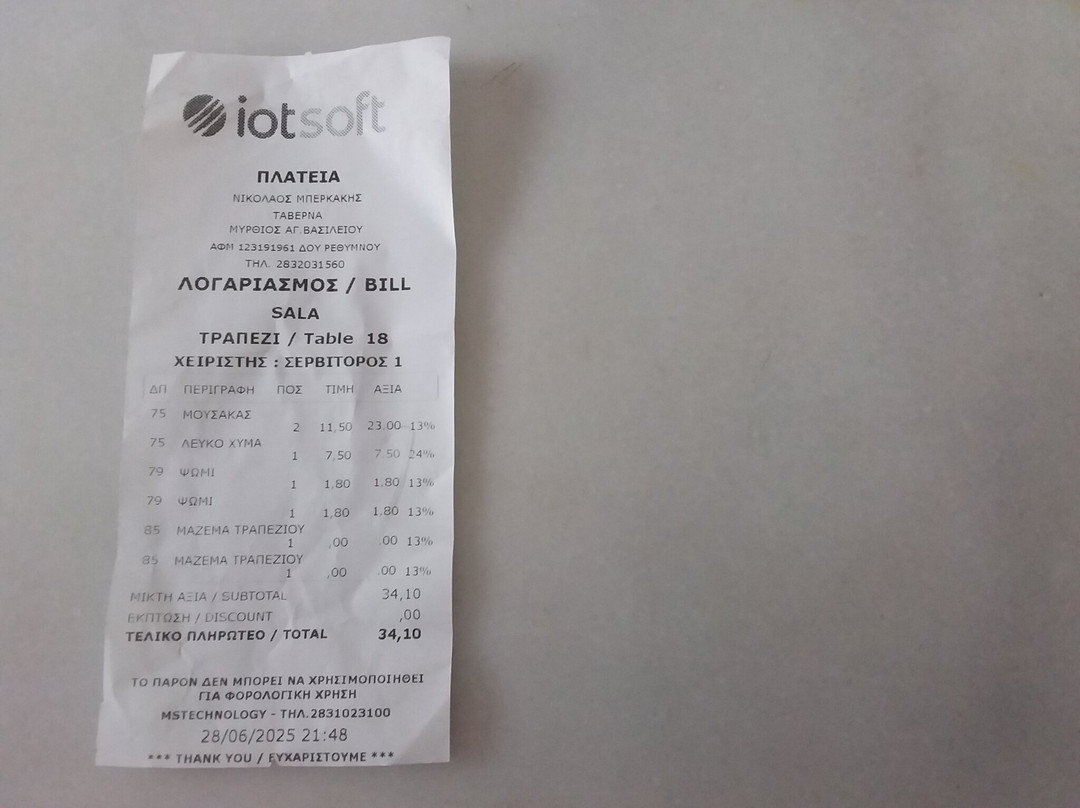 iotsoft
ΠΛΑΤΕΙΑ
ΝΙΚΟΛΑΟΣ ΜΠΕΡΚΑΚΗΣ
ΤΑΒΕΡΝΑ
ΜΥΡΘΙΟΣ ΑΓ.ΒΑΣΙΛΕΙΟΥ
ΑΦΜ 123191961 ΔΟΥ ΡΕΘΥΜΝΟΥ
ΤΗΛ. 2832031560
ΛΟΓΑΡΙΑΣΜΟΣ / BILL
SALA
ΤΡΑΠΕΖΙ / Table 18
ΧΕΙΡΙΣΤΗΣ : ΣΕΡΒΙΤΟΡΟΣ 1
ΔΠ ΠΕΡΙΓΡΑΦΗ ΠΟΣ ΤΙΜΗ ΑΞΙΑ
75 ΜΟΥΣΑΚΑΣ
2 11,50 23.00 13%
75 ΛΕΥΚΟ ΧΥΜΑ
1 7,50 7.50 24%
79 ΨΩΜΙ
1 1,80 1.80 13%
79 ΨΩΜΙ
1 1,80 1.80 13%
85 ΜΑΖΕΜΑ ΤΡΑΠΕΖΙΟΥ
1 ,00 .00 13%
85 ΜΑΖΕΜΑ ΤΡΑΠΕΖΙΟΥ
1 ,00 .00 13%
ΜΙΚΤΗ ΑΞΙΑ / SUBTOTAL 34,10
ΕΚΠΤΩΣΗ / DISCOUNT ,00
ΤΕΛΙΚΟ ΠΛΗΡΩΤΕΟ / TOTAL 34,10
ΤΟ ΠΑΡΟΝ ΔΕΝ ΜΠΟΡΕΙ ΝΑ ΧΡΗΣΙΜΟΠΟΙΗΘΕΙ
ΓΙΑ ΦΟΡΟΛΟΓΙΚΗ ΧΡΗΣΗ
MSTECHNOLOGY - ΤΗΛ.2831023100
28/06/2025 21:48
*** THANK YOU / ΕΥΧΑΡΙΣΤΟΥΜΕ ***